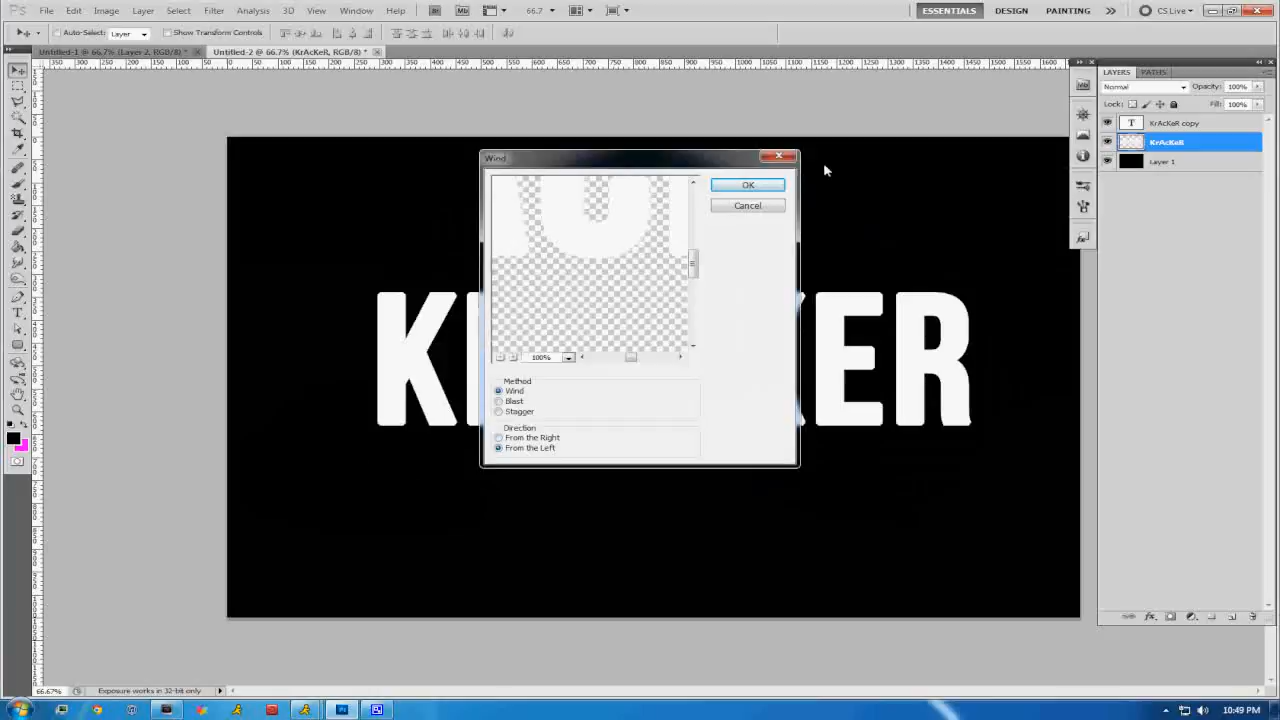 PS File Edit Image Layer Select Filter Analysis 3D View Window Help Br Mb 66.7 ESSENTIALS DESIGN PAINTING CS Live
Auto-Select: Layer Show Transform Controls
Untitled-1 @ 66.7% (Layer 2, RGB/8) * Untitled-2 @ 66.7% (KrAcKeR, RGB/8) *
LAYERS PATHS
Normal Opacity: 100%
Lock: Fill: 100%
T KrAcKeR copy
KrAcKeR
Layer 1
Wind
OK
Cancel
100%
Method
Wind
Blast
Stagger
Direction
From the Right
From the Left
66.67% Exposure works in 32-bit only
10:49 PM